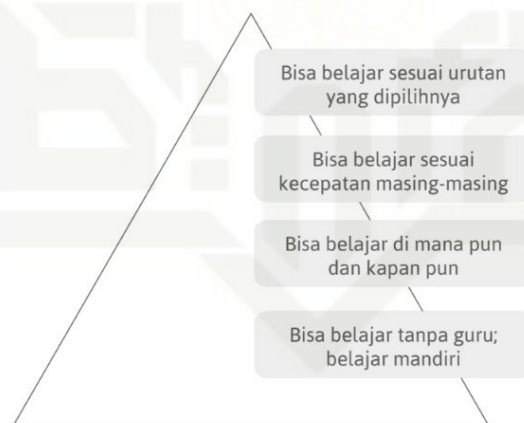 Bisa belajar sesuai urutan
yang dipilihnya
Bisa belajar sesuai
kecepatan masing-masing
Bisa belajar di mana pun
dan kapan pun
Bisa belajar tanpa guru;
belajar mandiri